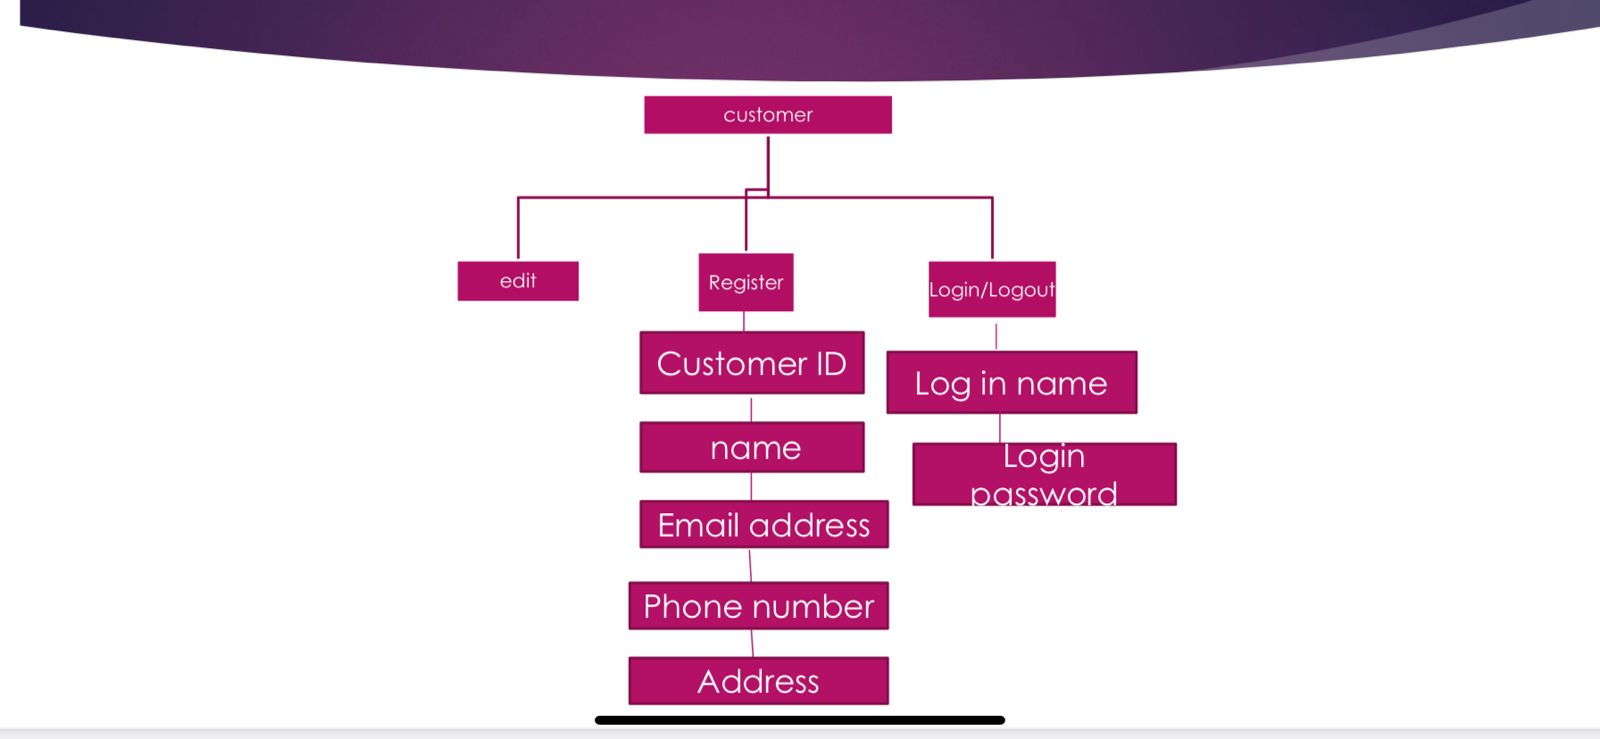 customer
edit
Register
Login/Logout
Customer ID
Log in name
name
Login
password
Email address
Phone number
Address